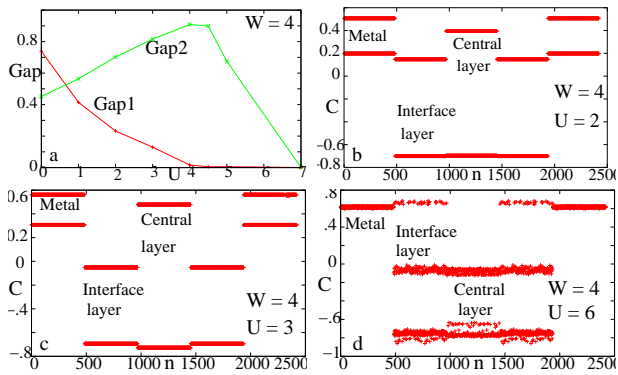 W = 4
0.8
Gap2
Gap
0.4
Gap1
a
0
0 1 2 3 4 5 6 7
U
0.4
Metal
Central
0.2
layer
0
C
W = 4
Interface
layer
U = 2
-0.6
b
-0.8
0 500 1000 n 1500 2000 2500
0.6
Metal
Central
0.2
layer
0
C
Interface
W = 4
-.4
layer
U = 3
c
-.8
0 500 1000 n 1500 2000 2500
.4
Metal
Interface
layer
0
C
Central
W = 4
layer
-.6
U = 6
d
-1
0 500 1000 n 1500 2000 2500